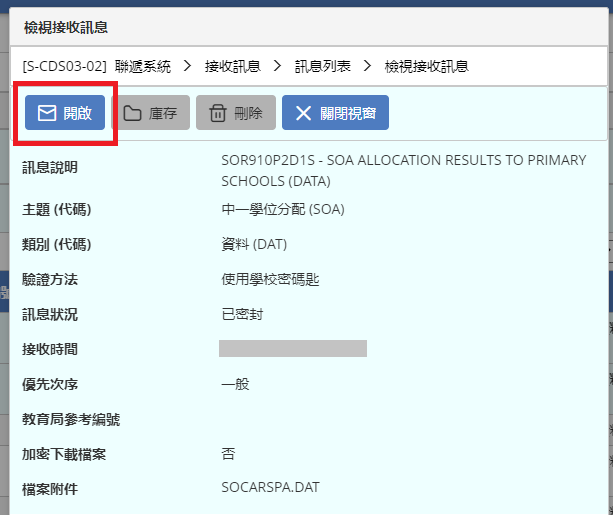 檢視接收訊息
[S-CDS03-02] 聯遞系統 > 接收訊息 > 訊息列表 > 檢視接收訊息
開啟 庫存 刪除 關閉視窗
訊息說明 SOR910P2D1S - SOA ALLOCATION RESULTS TO PRIMARY
SCHOOLS (DATA)
主題 (代碼) 中一學位分配 (SOA)
類別 (代碼) 資料 (DAT)
驗證方法 使用學校密碼匙
訊息狀況 已密封
接收時間
優先次序 一般
教育局參考編號
加密下載檔案 否
檔案附件 SOCARSPA.DAT